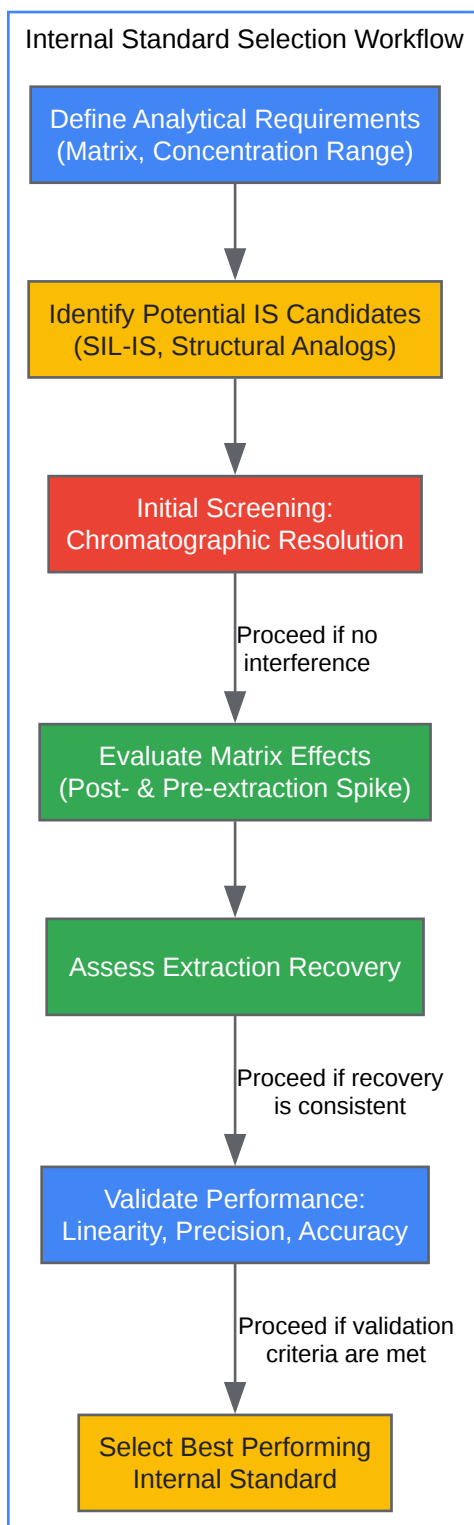 Internal Standard Selection Workflow
Define Analytical Requirements
(Matrix, Concentration Range)
Identify Potential IS Candidates
(SIL-IS, Structural Analogs)
Initial Screening:
Chromatographic Resolution
Proceed if no
interference
Evaluate Matrix Effects
(Post- & Pre-extraction Spike)
Assess Extraction Recovery
Proceed if recovery
is consistent
Validate Performance:
Linearity, Precision, Accuracy
Proceed if validation
criteria are met
Select Best Performing
Internal Standard